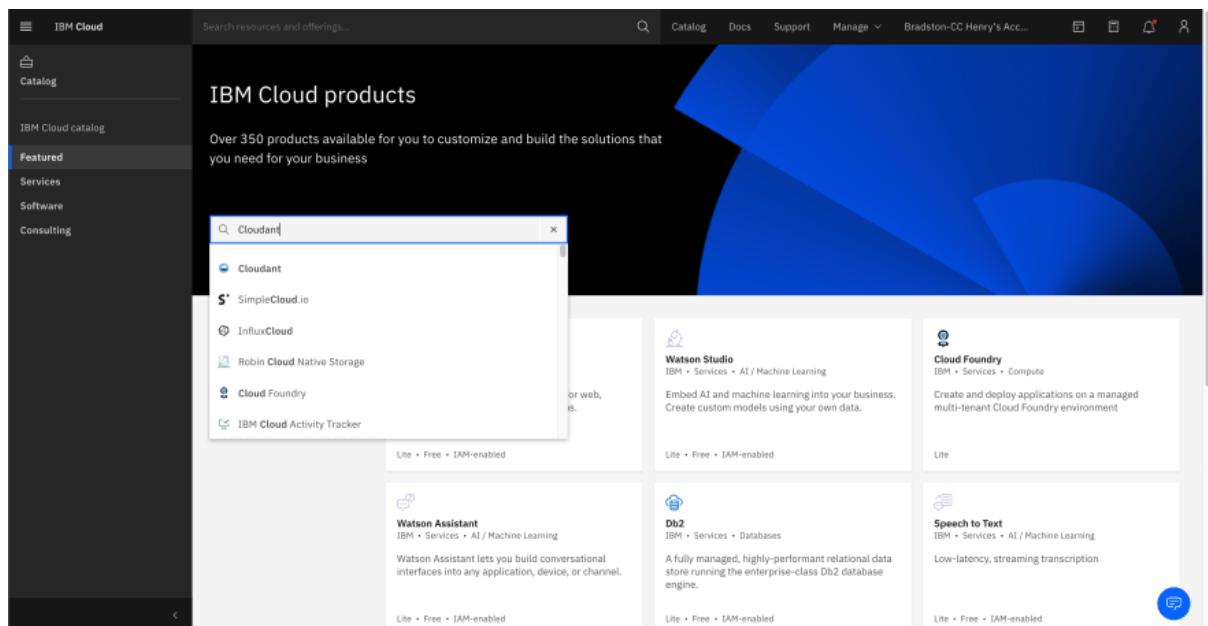 IBM Cloud
Search resources and offerings...
Catalog
Docs
Support
Manage
Bradston-CC Henry's Acc...
Catalog
IBM Cloud catalog
Featured
Services
Software
Consulting
IBM Cloud products
Over 350 products available for you to customize and build the solutions that
you need for your business
Cloudant
Cloudant
SimpleCloud.io
InfluxCloud
Robin Cloud Native Storage
Cloud Foundry
IBM Cloud Activity Tracker
or web,
s.
Lite • Free • IAM-enabled
Watson Studio
IBM • Services • AI / Machine Learning
Embed AI and machine learning into your business.
Create custom models using your own data.
Lite • Free • IAM-enabled
Cloud Foundry
IBM • Services • Compute
Create and deploy applications on a managed
multi-tenant Cloud Foundry environment
Lite
Watson Assistant
IBM • Services • AI / Machine Learning
Watson Assistant lets you build conversational
interfaces into any application, device, or channel.
Lite • Free • IAM-enabled
Db2
IBM • Services • Databases
A fully managed, highly-performant relational data
store running the enterprise-class Db2 database
engine.
Lite • Free • IAM-enabled
Speech to Text
IBM • Services • AI / Machine Learning
Low-latency, streaming transcription
Lite • Free • IAM-enabled